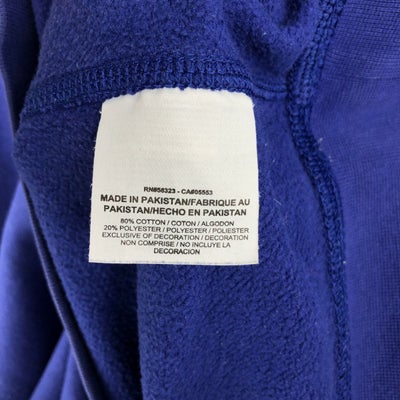 RN#56323 - CA#05553
MADE IN PAKISTAN/FABRIQUE AU
PAKISTAN/HECHO EN PAKISTAN
80% COTTON / COTON / ALGODON
20% POLYESTER / POLYESTER / POLIESTER
EXCLUSIVE OF DECORATION / DECORATION
NON COMPRISE / NO INCLUYE LA
DECORACION